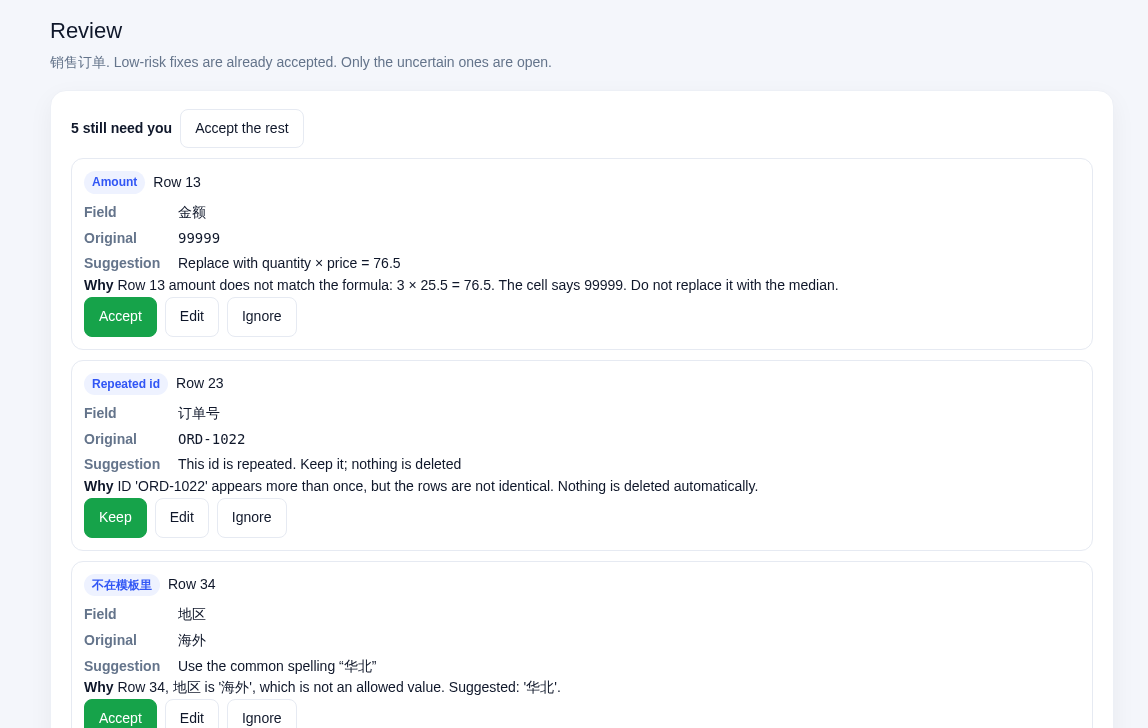 Review
销售订单. Low-risk fixes are already accepted. Only the uncertain ones are open.
5 still need you Accept the rest
Amount Row 13
Field 金额
Original 99999
Suggestion Replace with quantity × price = 76.5
Why Row 13 amount does not match the formula: 3 × 25.5 = 76.5. The cell says 99999. Do not replace it with the median.
Accept Edit Ignore
Repeated id Row 23
Field 订单号
Original ORD-1022
Suggestion This id is repeated. Keep it; nothing is deleted
Why ID 'ORD-1022' appears more than once, but the rows are not identical. Nothing is deleted automatically.
Keep Edit Ignore
不在模板里 Row 34
Field 地区
Original 海外
Suggestion Use the common spelling “华北”
Why Row 34, 地区 is '海外', which is not an allowed value. Suggested: '华北'.
Accept Edit Ignore